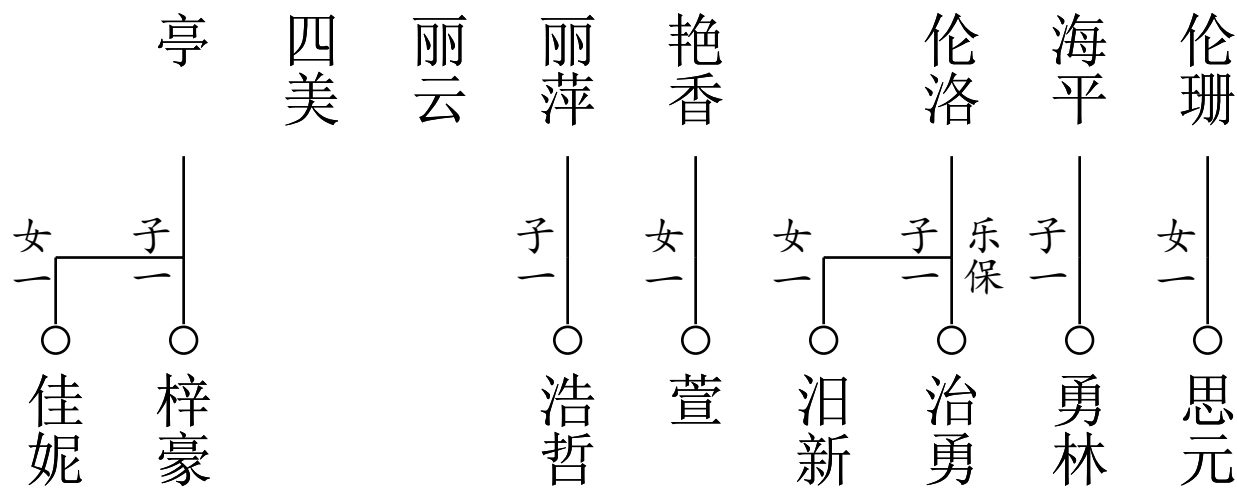 伦珊
海平
伦洛
艳香
丽萍
丽云
四美
亭
女一
子一
乐保
子一
女一
女一
子一
子一
女一
思元
勇林
治勇
汨新
萱
浩哲
梓豪
佳妮